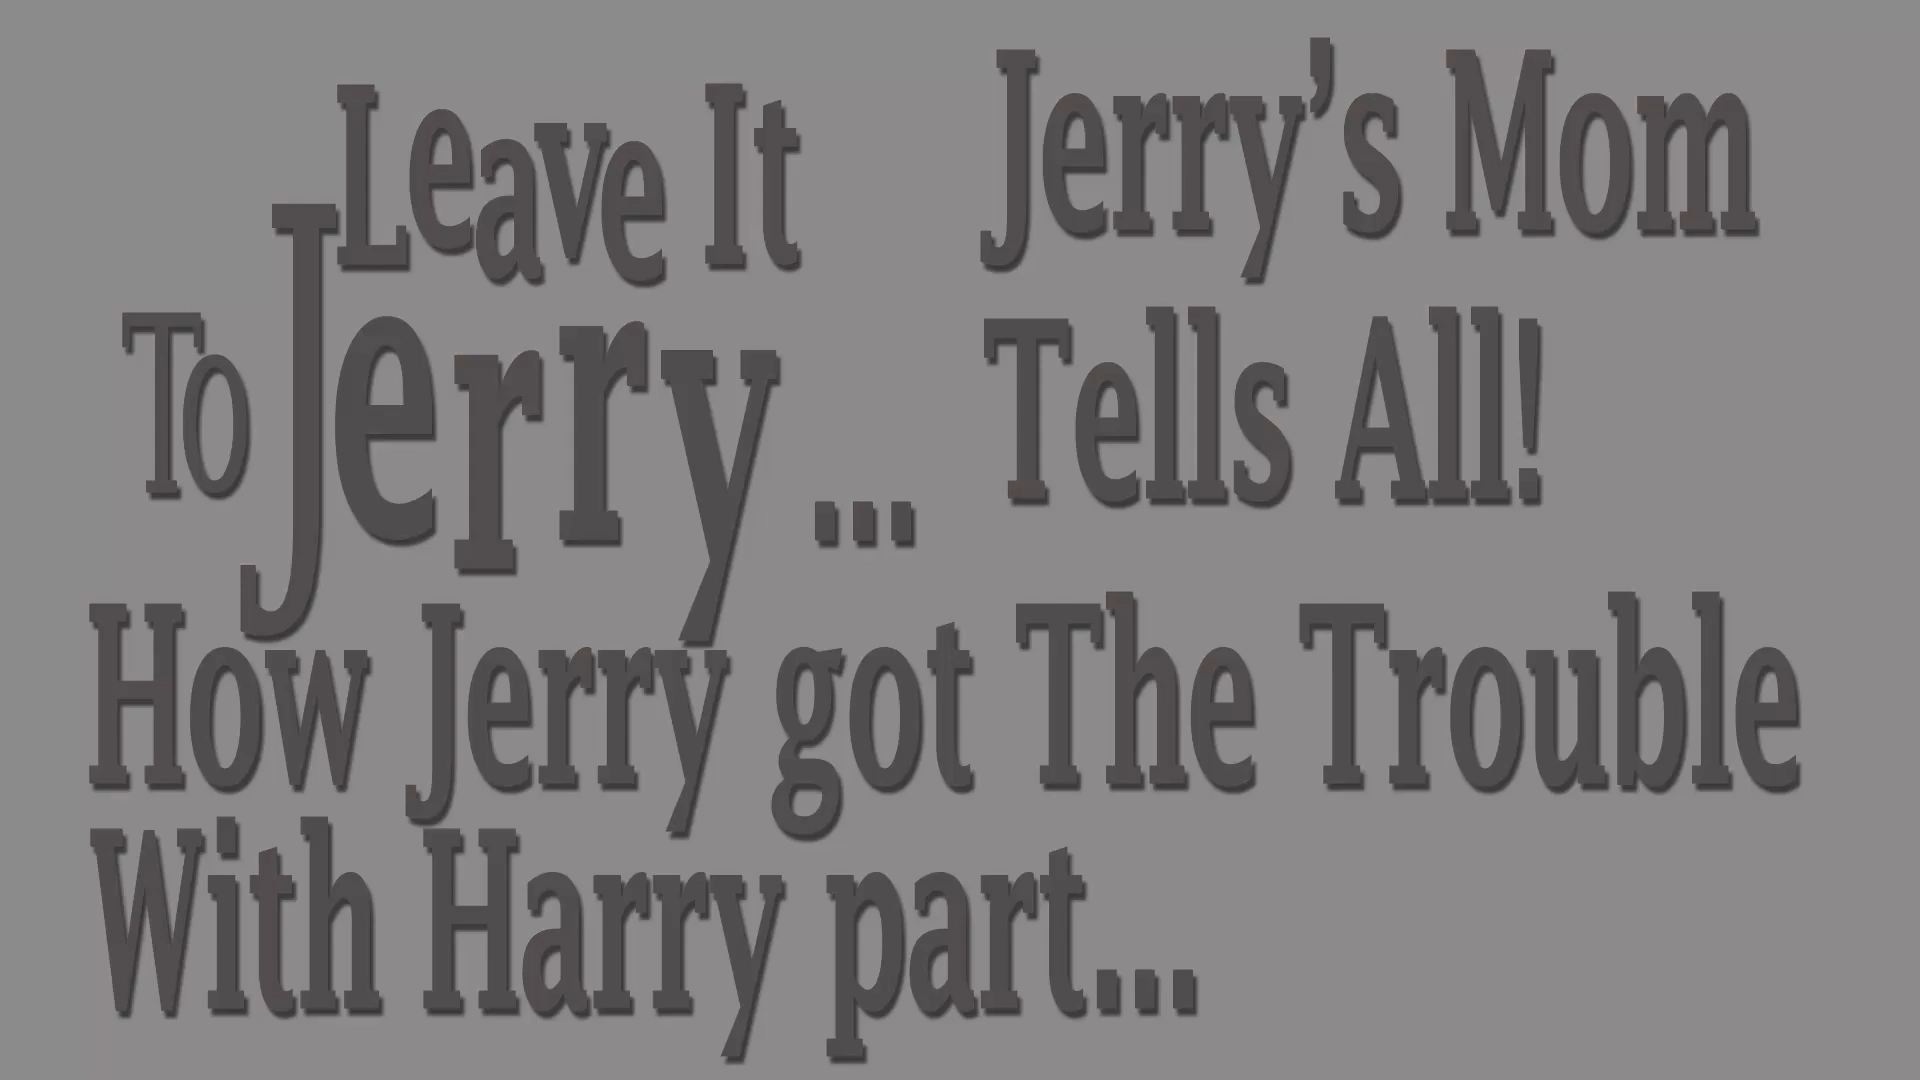 Leave It
To Jerry...
Jerry's Mom
Tells All!
How Jerry got The Trouble
With Harry part...